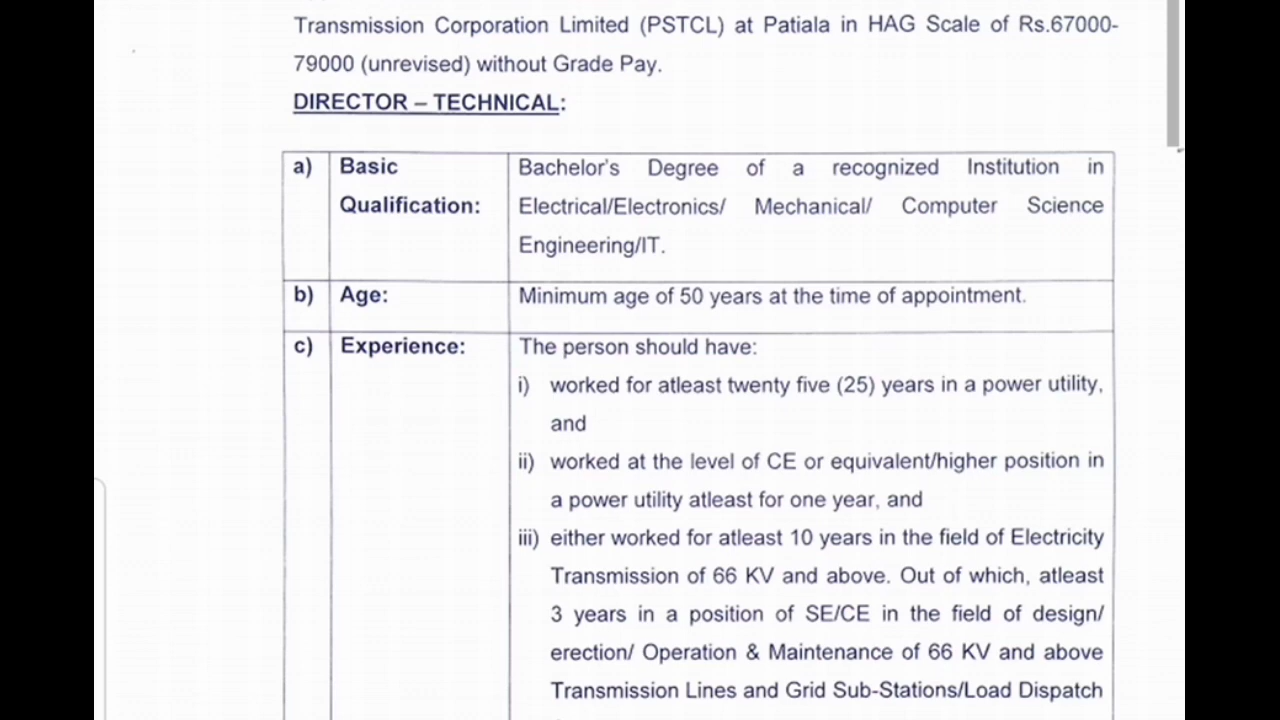 Transmission Corporation Limited (PSTCL) at Patiala in HAG Scale of Rs.67000-
79000 (unrevised) without Grade Pay.
DIRECTOR – TECHNICAL:
a) Basic Qualification: Bachelor's Degree of a recognized Institution in
Electrical/Electronics/ Mechanical/ Computer Science
Engineering/IT.
b) Age: Minimum age of 50 years at the time of appointment.
c) Experience: The person should have:
i) worked for atleast twenty five (25) years in a power utility,
and
ii) worked at the level of CE or equivalent/higher position in
a power utility atleast for one year, and
iii) either worked for atleast 10 years in the field of Electricity
Transmission of 66 KV and above. Out of which, atleast
3 years in a position of SE/CE in the field of design/
erection/ Operation & Maintenance of 66 KV and above
Transmission Lines and Grid Sub-Stations/Load Dispatch